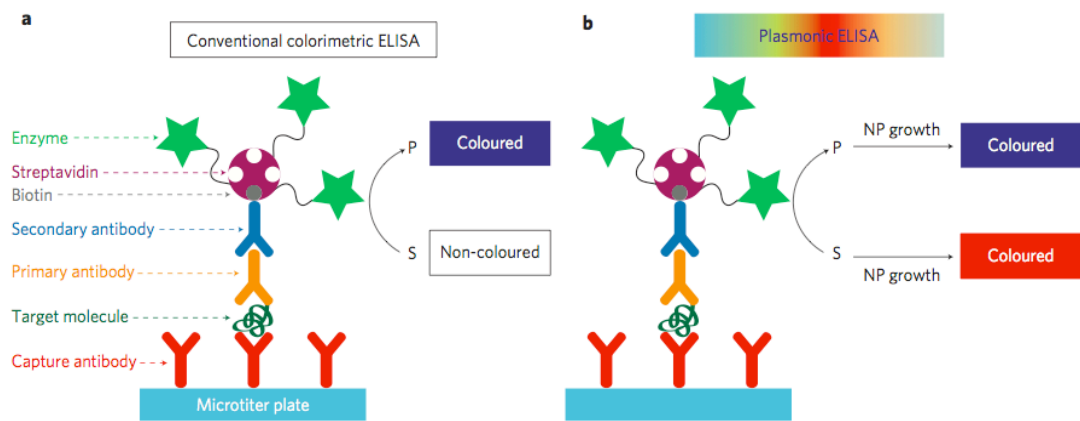 a
Conventional colorimetric ELISA
Enzyme
Streptavidin
Biotin
Secondary antibody
Primary antibody
Target molecule
Capture antibody
P
Coloured
S
Non-coloured
Microtiter plate
b
Plasmonic ELISA
P
NP growth
Coloured
S
NP growth
Coloured